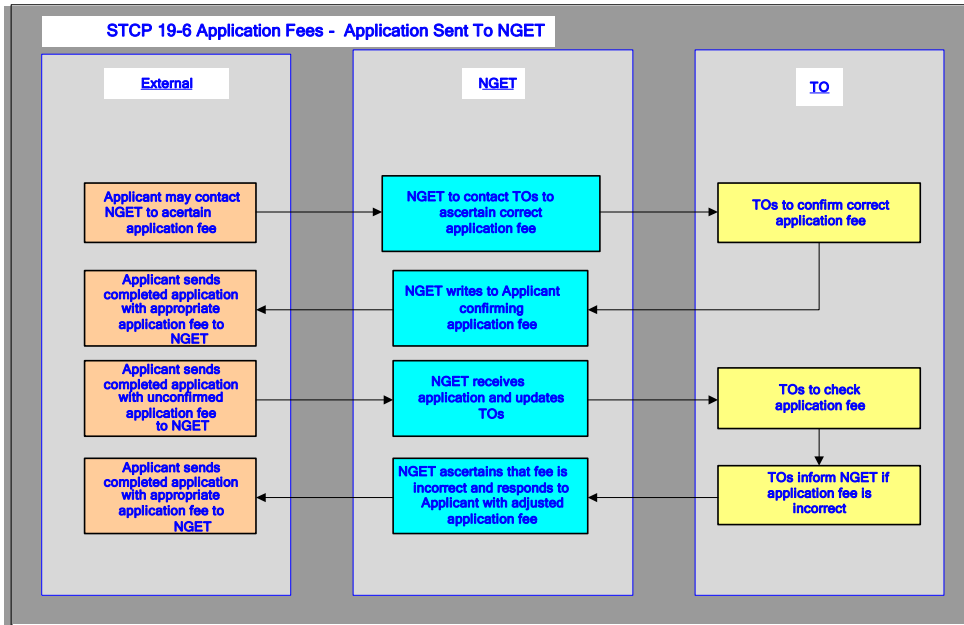 STCP 19-6 Application Fees - Application Sent To NGET
External
NGET
TO
Applicant may contact
NGET to acertain
application fee
NGET to contact TOs to
ascertain correct
application fee
TOs to confirm correct
application fee
Applicant sends
completed application
with appropriate
application fee to
NGET
NGET writes to Applicant
confirming
application fee
Applicant sends
completed application
with unconfirmed
application fee
to NGET
NGET receives
application and updates
TOs
TOs to check
application fee
Applicant sends
completed application
with appropriate
application fee to
NGET
NGET ascertains that fee is
incorrect and responds to
Applicant with adjusted
application fee
TOs inform NGET if
application fee is
incorrect